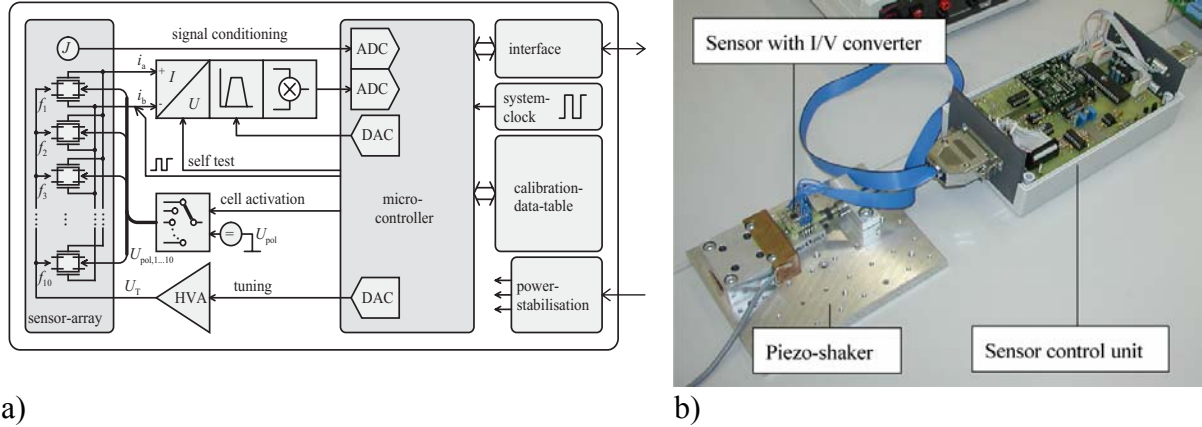 signal conditioning
J
ADC
interface
i_a
+
I
ADC
i_b
-
U
f_1
system-
clock
DAC
f_2
self test
f_3
cell activation
micro-
controller
calibration-
data-table
=
U_pol
U_pol,1...10
f_10
U_T
HVA
tuning
DAC
power-
stabilisation
sensor-array
a)
Sensor with I/V converter
Piezo-shaker
Sensor control unit
b)